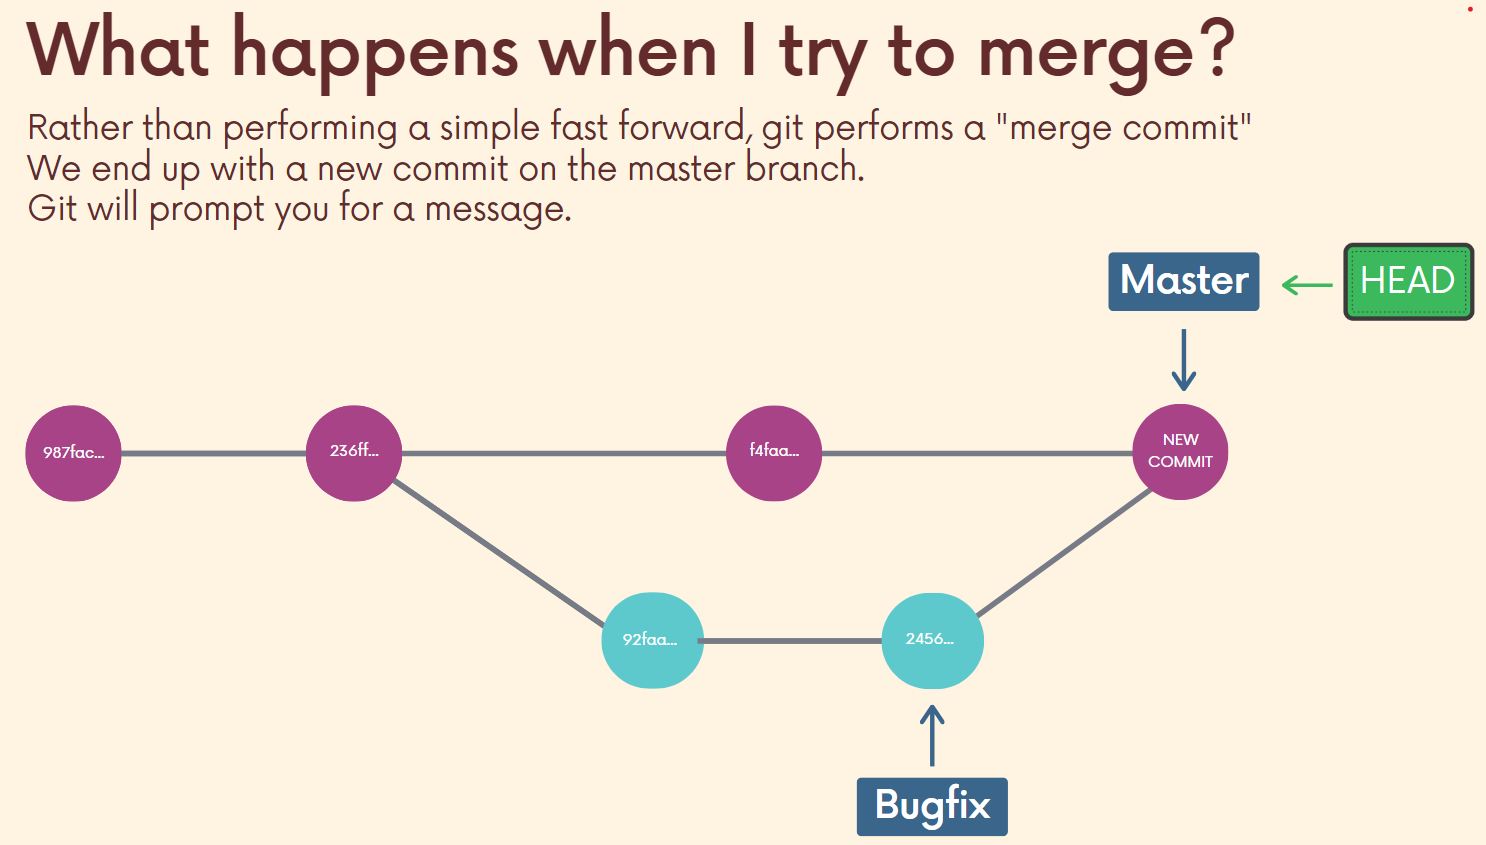 What happens when I try to merge?
Rather than performing a simple fast forward, git performs a "merge commit"
We end up with a new commit on the master branch.
Git will prompt you for a message.
Master
HEAD
987fac...
236ff...
f4faa...
NEW
COMMIT
92faa...
2456...
Bugfix